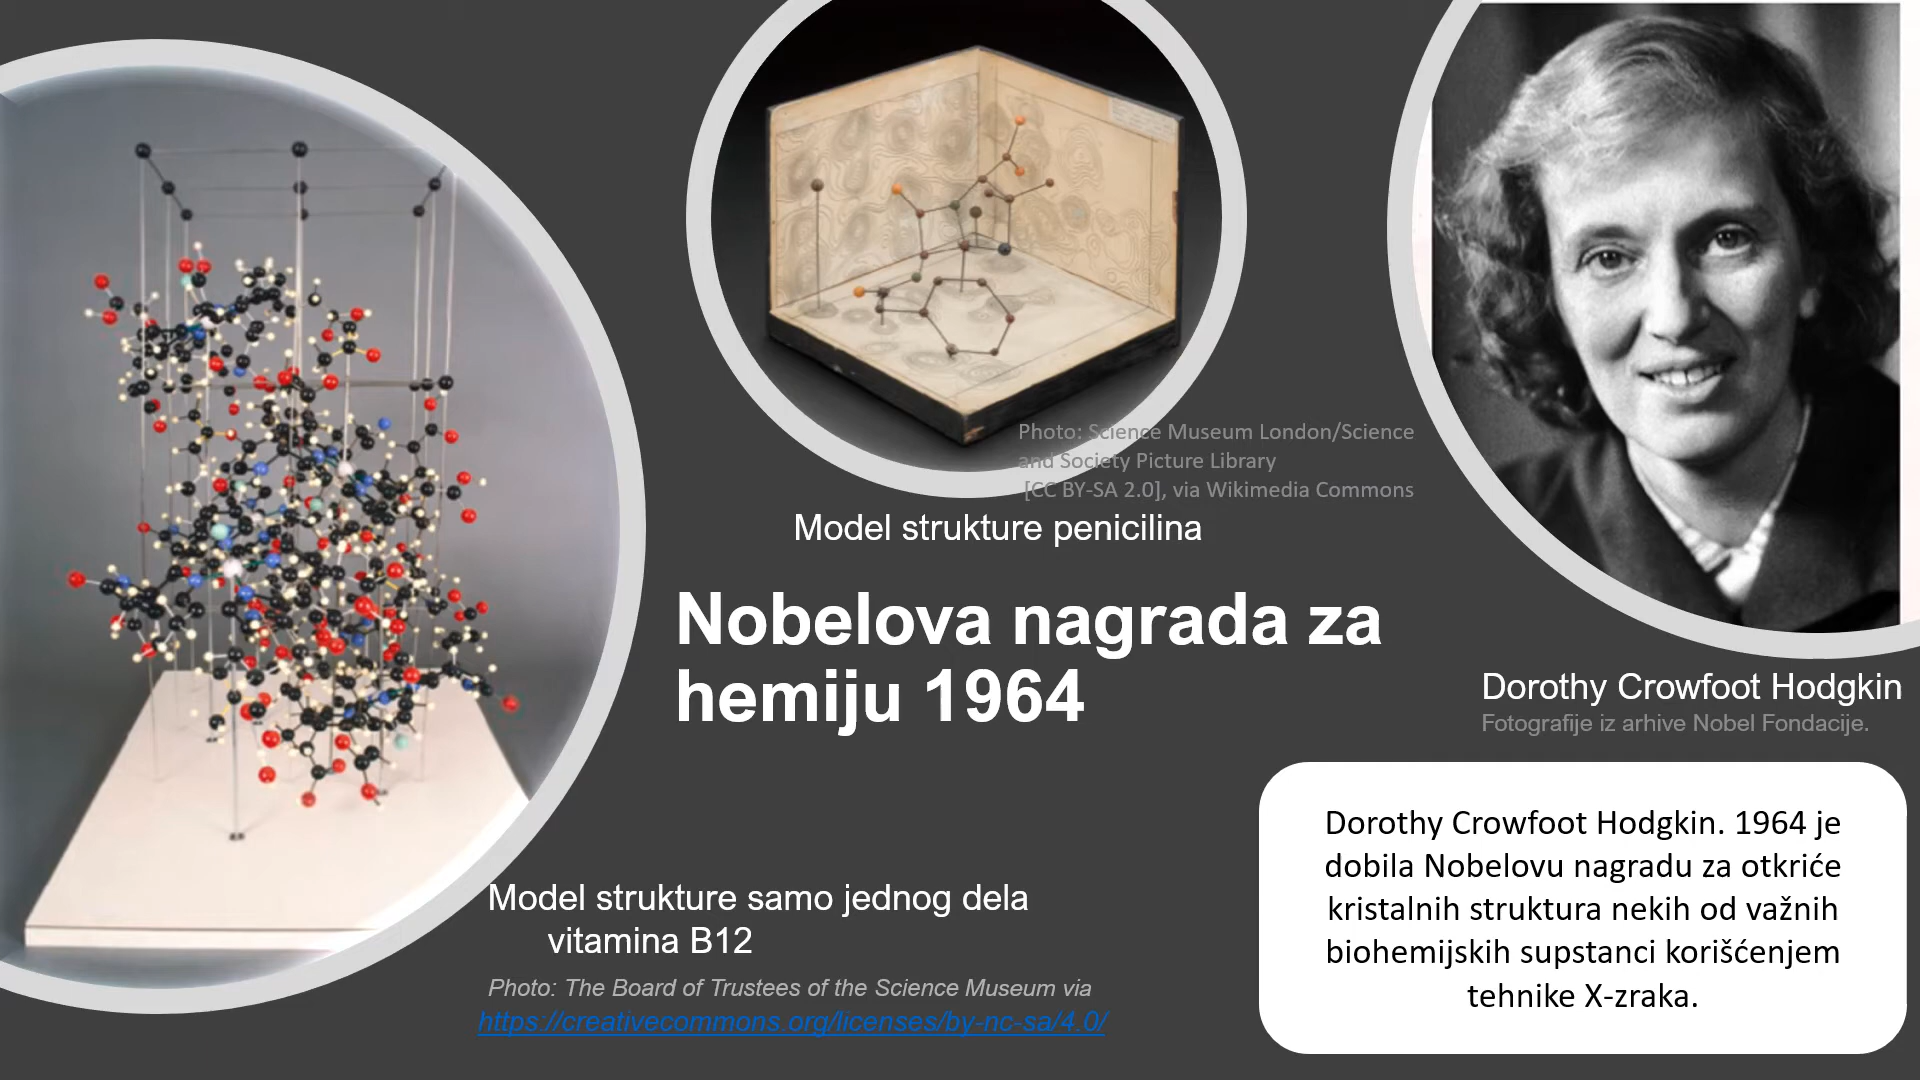 Photo: Science Museum London/Science
and Society Picture Library
[CC BY-SA 2.0], via Wikimedia Commons
Model strukture penicilina
Nobelova nagrada za
hemiju 1964
Dorothy Crowfoot Hodgkin
Fotografije iz arhive Nobel Fondacije.
Model strukture samo jednog dela
vitamina B12
Photo: The Board of Trustees of the Science Museum via
https://creativecommons.org/licenses/by-nc-sa/4.0/
Dorothy Crowfoot Hodgkin. 1964 je
dobila Nobelovu nagradu za otkriće
kristalnih struktura nekih od važnih
biohemijskih supstanci korišćenjem
tehnike X-zraka.